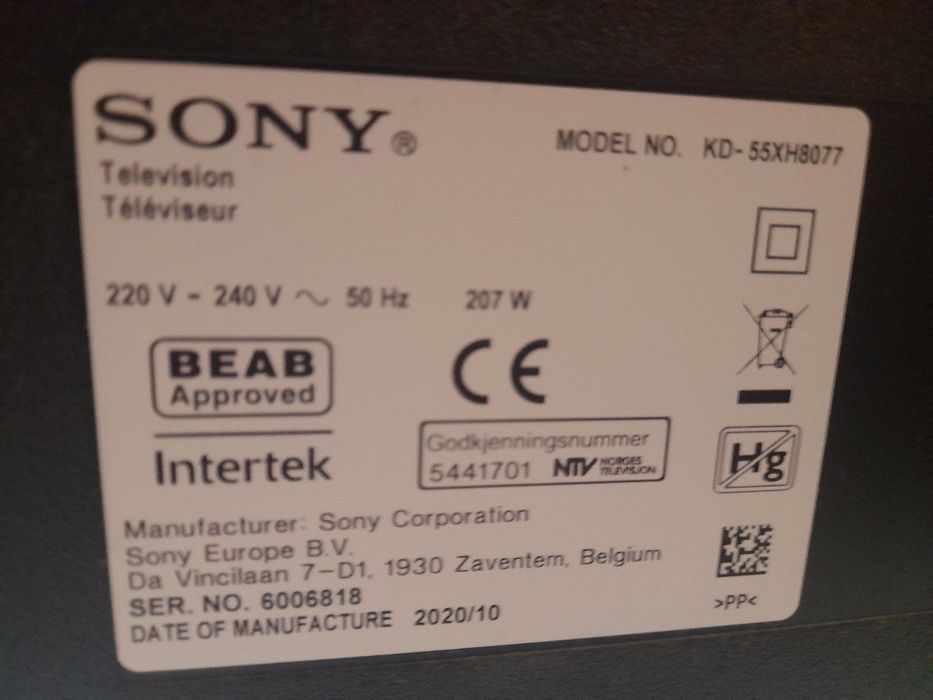 SONY®
MODEL NO. KD-55XH8077
Television
Téléviseur
220 V - 240 V ~ 50 Hz 207 W
BEAB
Approved
CE
Intertek
Godkjenningsnummer
5441701 NTV NORGES TELEVISJON
Hg
Manufacturer: Sony Corporation
Sony Europe B.V.
Da Vincilaan 7-D1, 1930 Zaventem, Belgium
SER. NO. 6006818
DATE OF MANUFACTURE 2020/10
>PP<